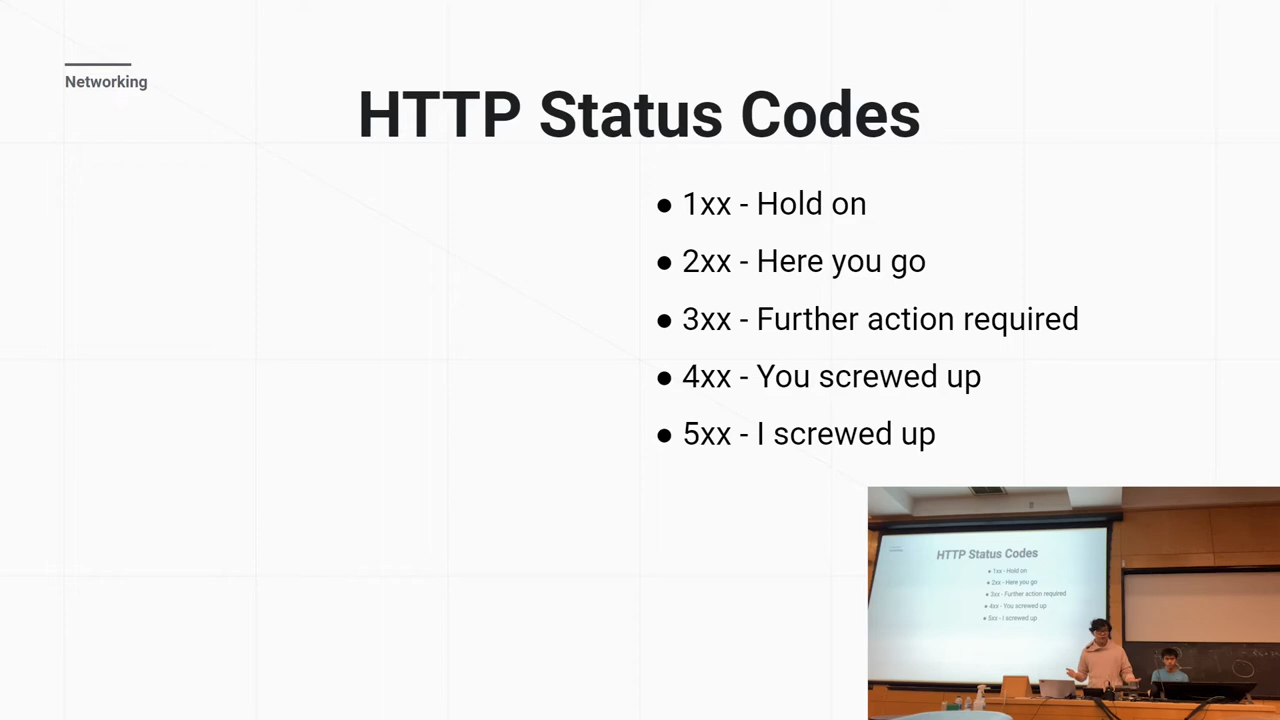 Networking
HTTP Status Codes
● 1xx - Hold on
● 2xx - Here you go
● 3xx - Further action required
● 4xx - You screwed up
● 5xx - I screwed up
HTTP Status Codes
● 1xx - Hold on
● 2xx - Here you go
● 3xx - Further action required
● 4xx - You screwed up
● 5xx - I screwed up